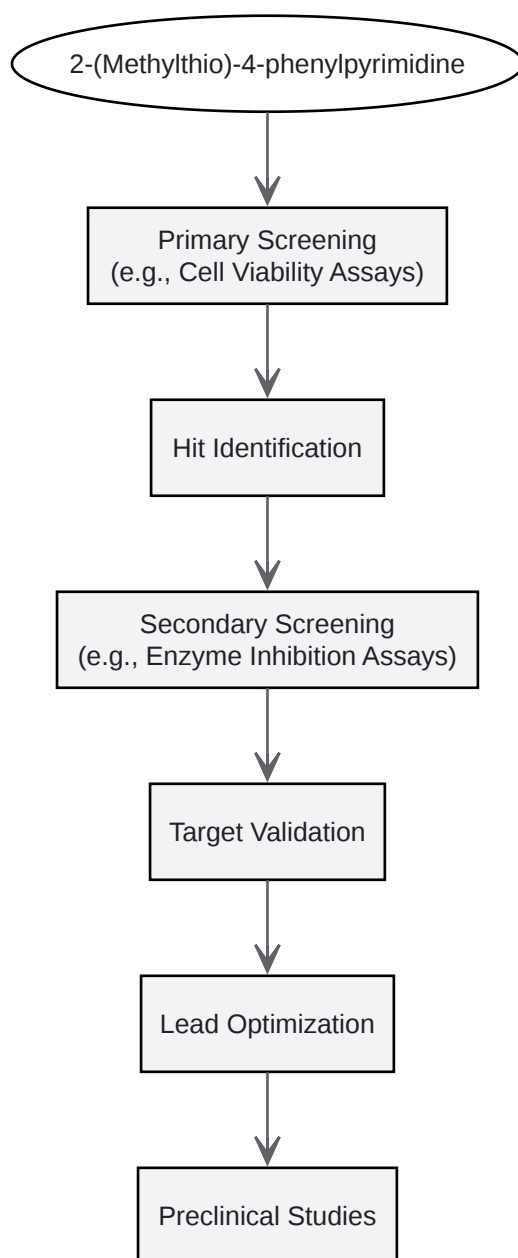 2-(Methylthio)-4-phenylpyrimidine
Primary Screening
(e.g., Cell Viability Assays)
Hit Identification
Secondary Screening
(e.g., Enzyme Inhibition Assays)
Target Validation
Lead Optimization
Preclinical Studies